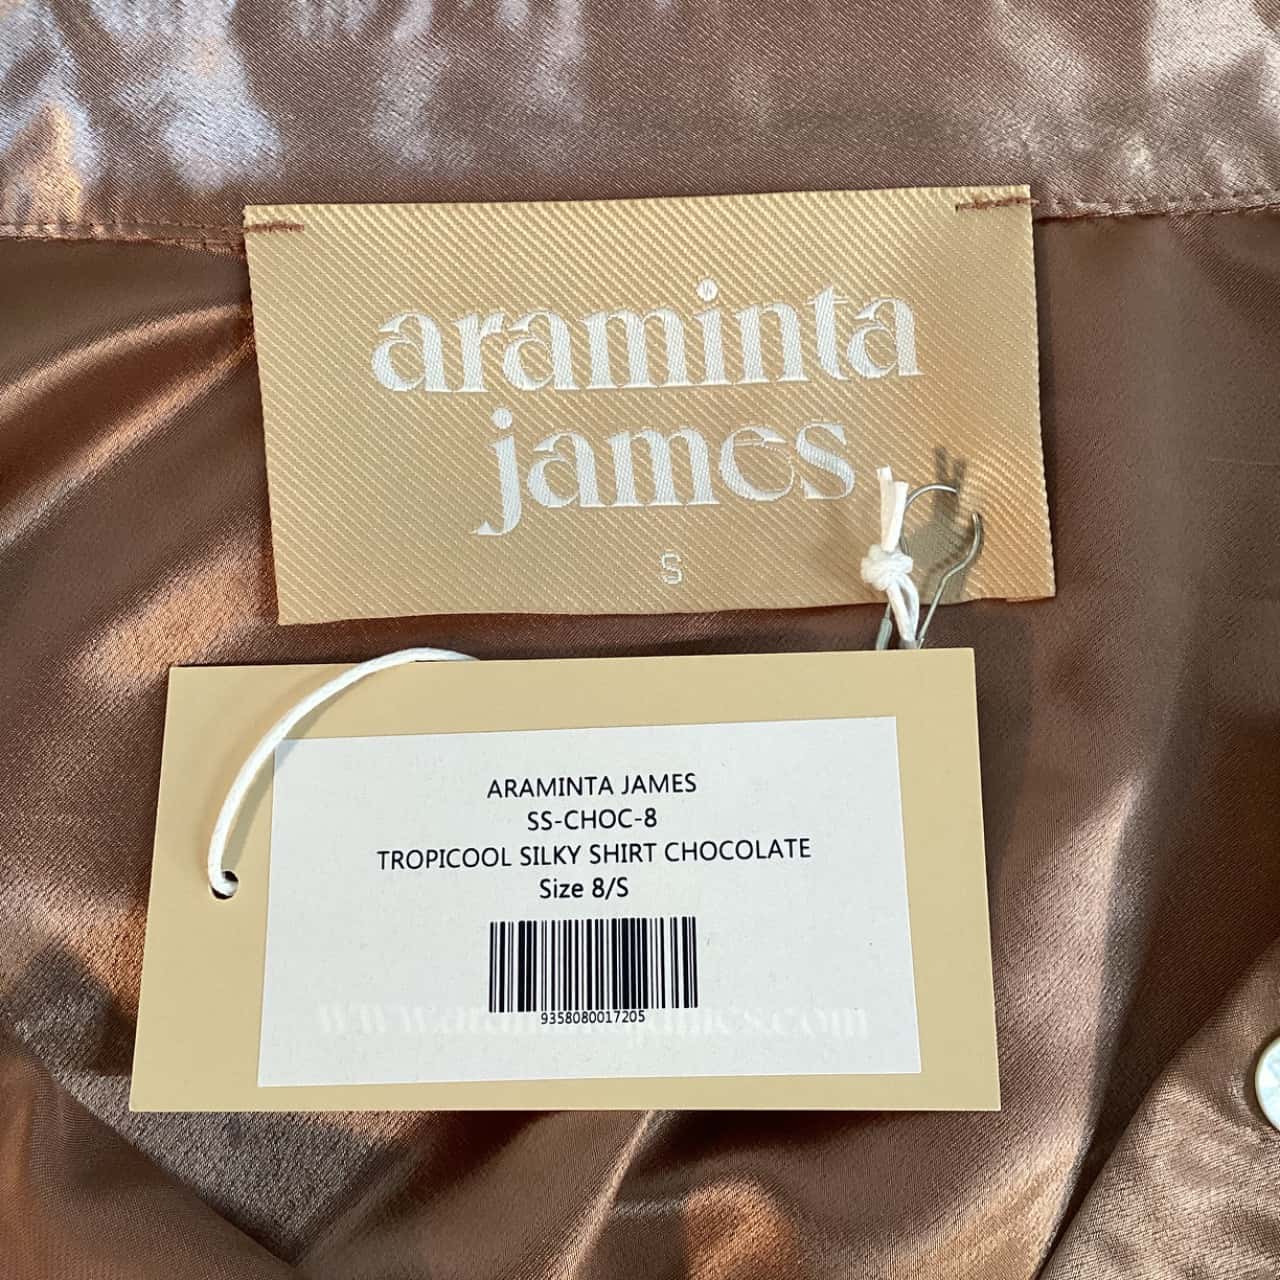 araminta
james
S
ARAMINTA JAMES
SS-CHOC-8
TROPICOOL SILKY SHIRT CHOCOLATE
Size 8/S
9358080017205